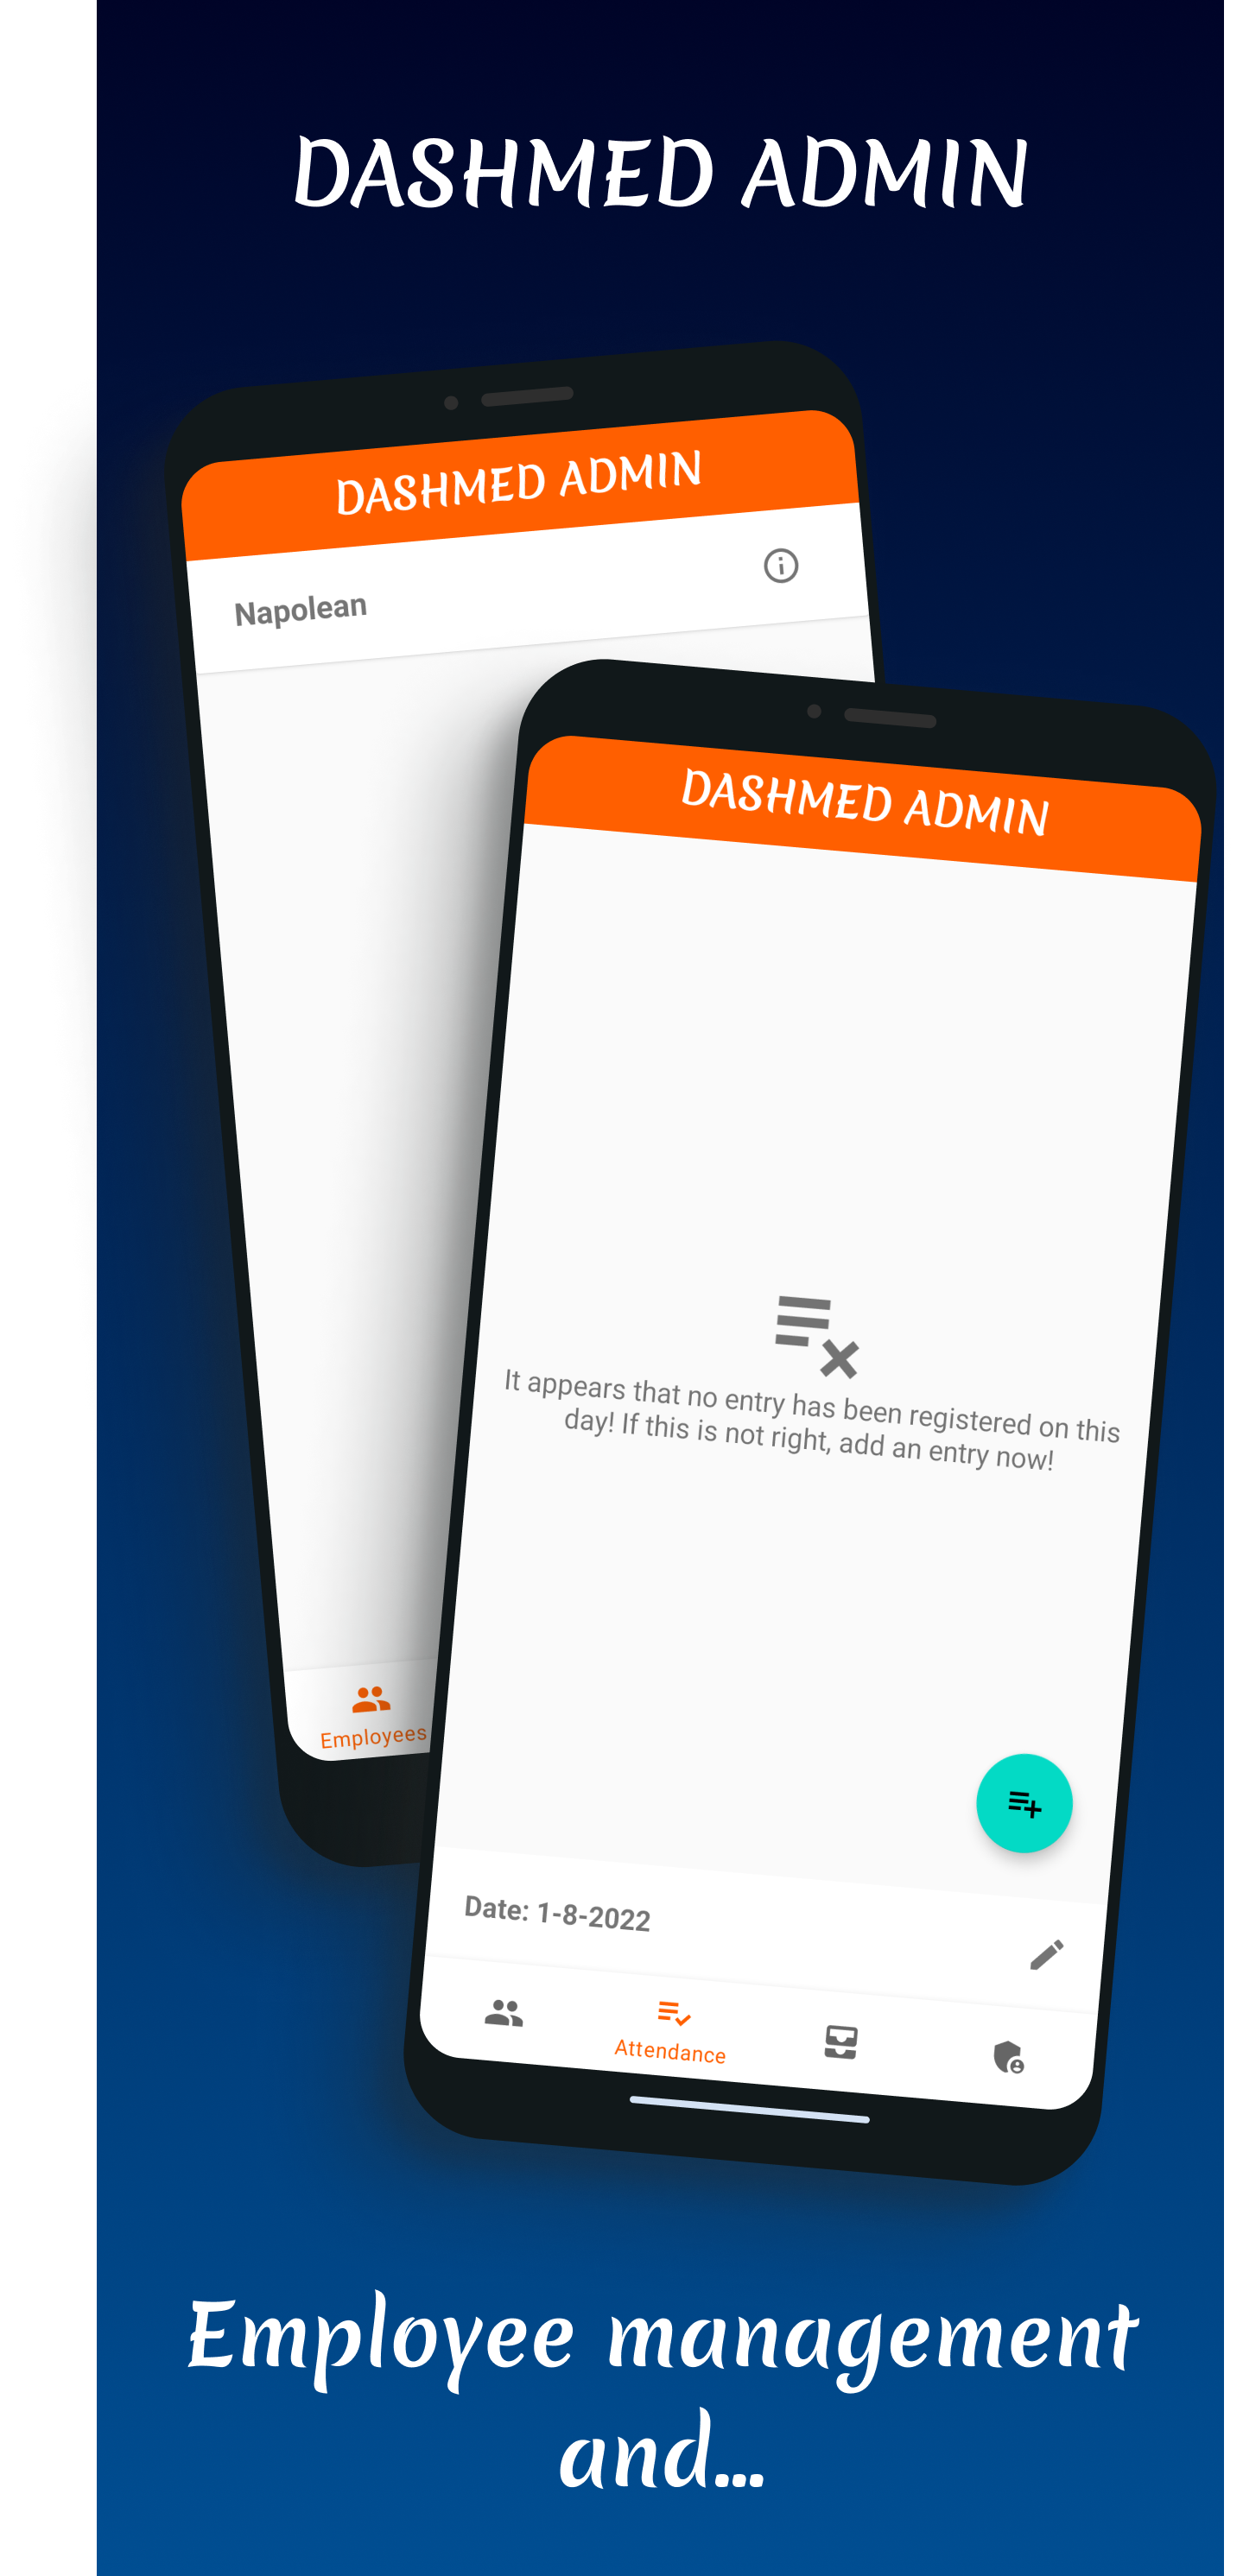 DASHMED ADMIN
DASHMED ADMIN
Napolean
Employees
DASHMED ADMIN
It appears that no entry has been registered on this
day! If this is not right, add an entry now!
Date: 1-8-2022
Attendance
Employee management
and...